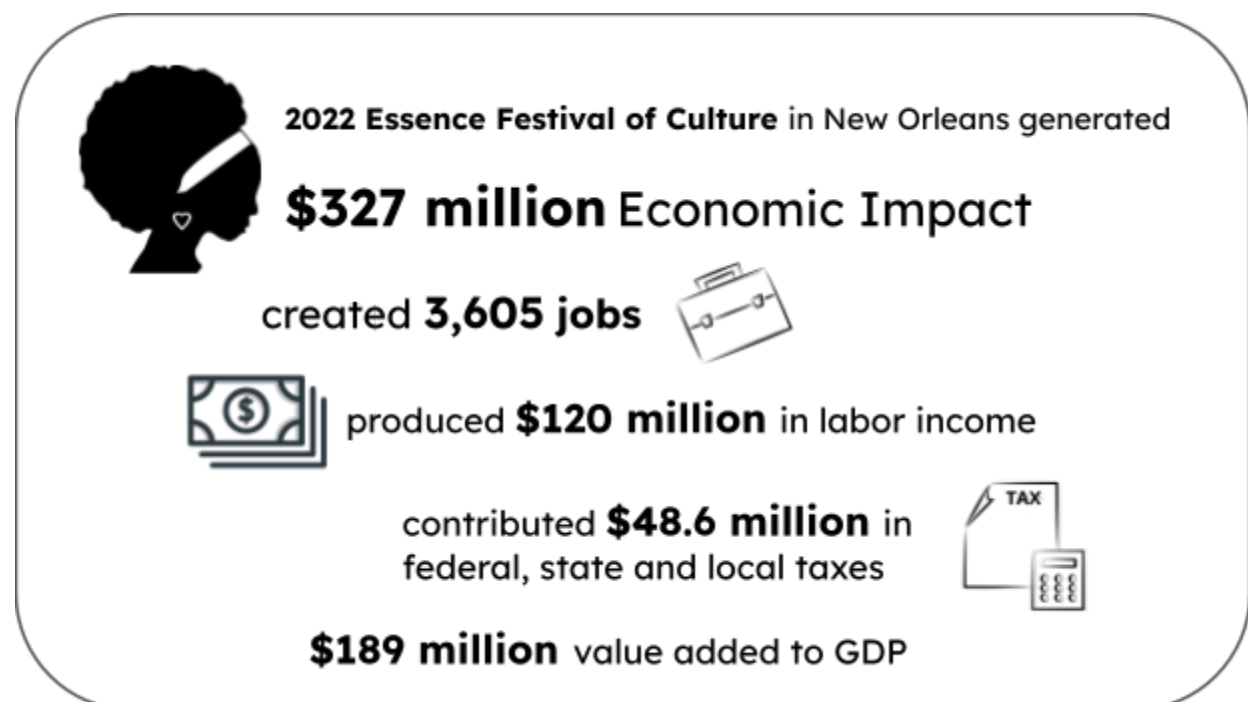 2022 Essence Festival of Culture in New Orleans generated
$327 million Economic Impact
created 3,605 jobs
$
produced $120 million in labor income
contributed $48.6 million in
TAX
federal, state and local taxes
$189 million value added to GDP